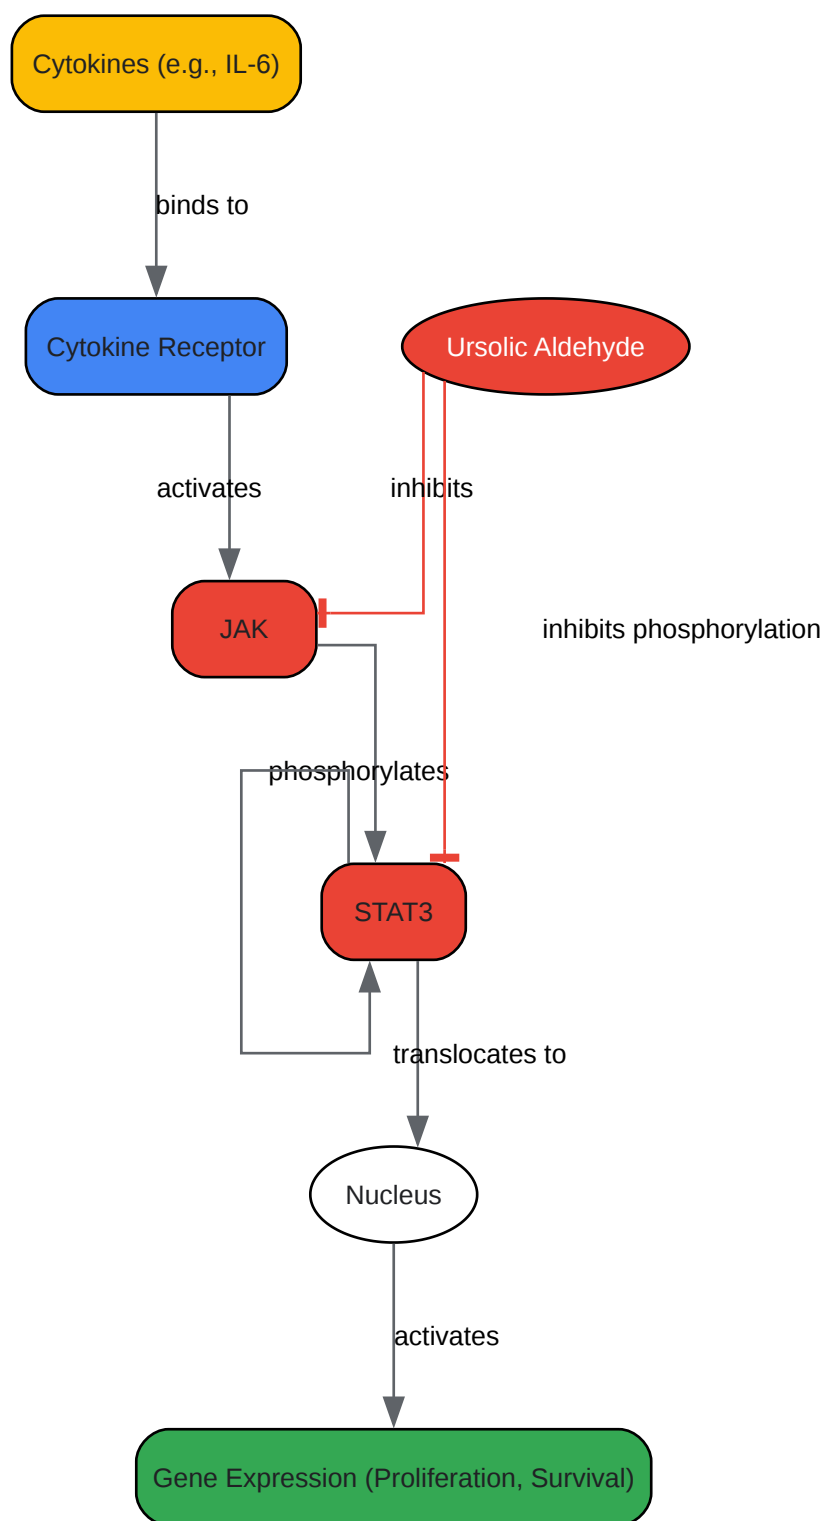 Cytokines (e.g., IL-6)
binds to
Cytokine Receptor
Ursolic Aldehyde
activates
inhibits
JAK
inhibits phosphorylation
phosphorylates
STAT3
translocates to
Nucleus
activates
Gene Expression (Proliferation, Survival)